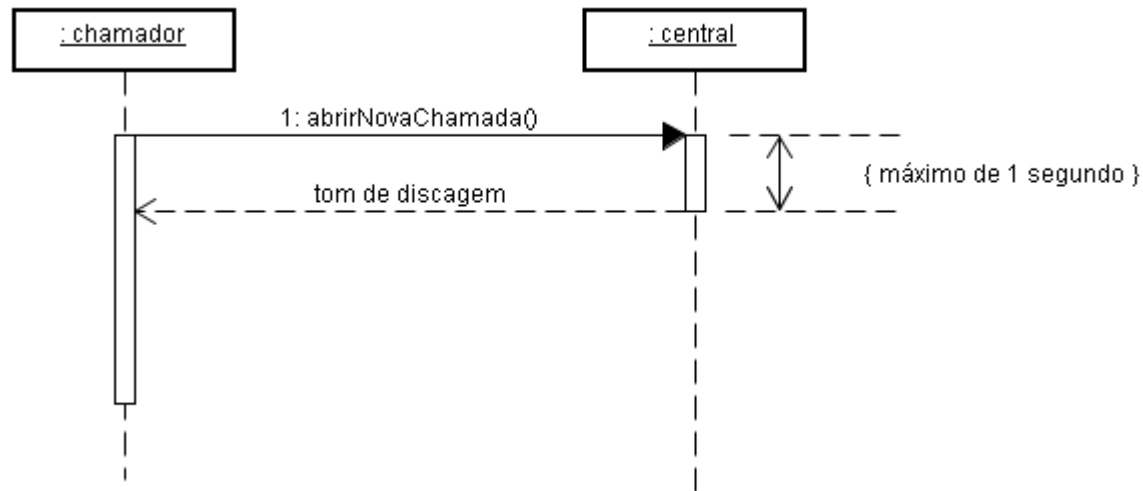 : chamador
: central
1: abrirNovaChamada()
{ máximo de 1 segundo }
tom de discagem